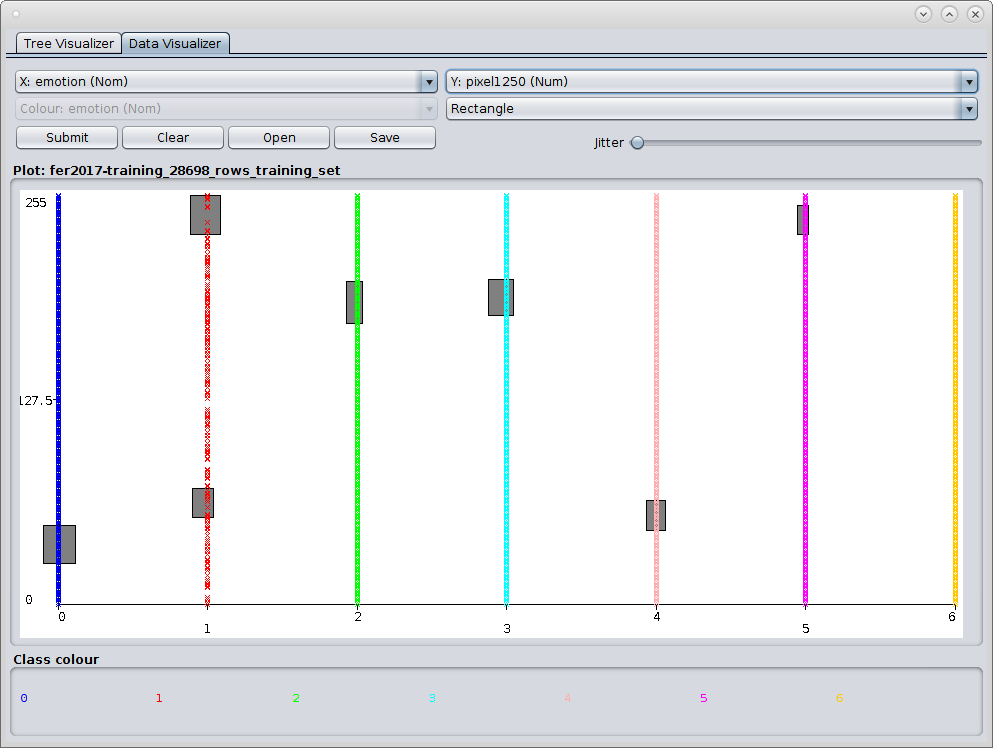 Tree Visualizer Data Visualizer
X: emotion (Nom) Y: pixel1250 (Num)
Colour: emotion (Nom) Rectangle
Submit Clear Open Save Jitter
Plot: fer2017-training_28698_rows_training_set
255
127.5
0
0 2 4 6
1 3 5
Class colour
0 1 2 3 4 5 6